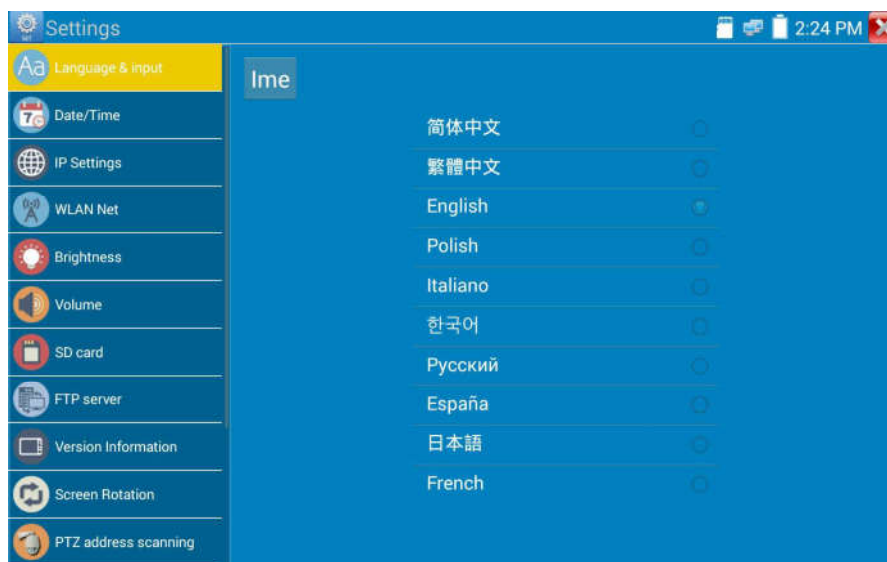 Settings
2:24 PM
Language & input
Date/Time
IP Settings
WLAN Net
Brightness
Volume
SD card
FTP server
Version Information
Screen Rotation
PTZ address scanning
Ime
简体中文
繁體中文
English
Polish
Italiano
한국어
Русский
España
日本語
French